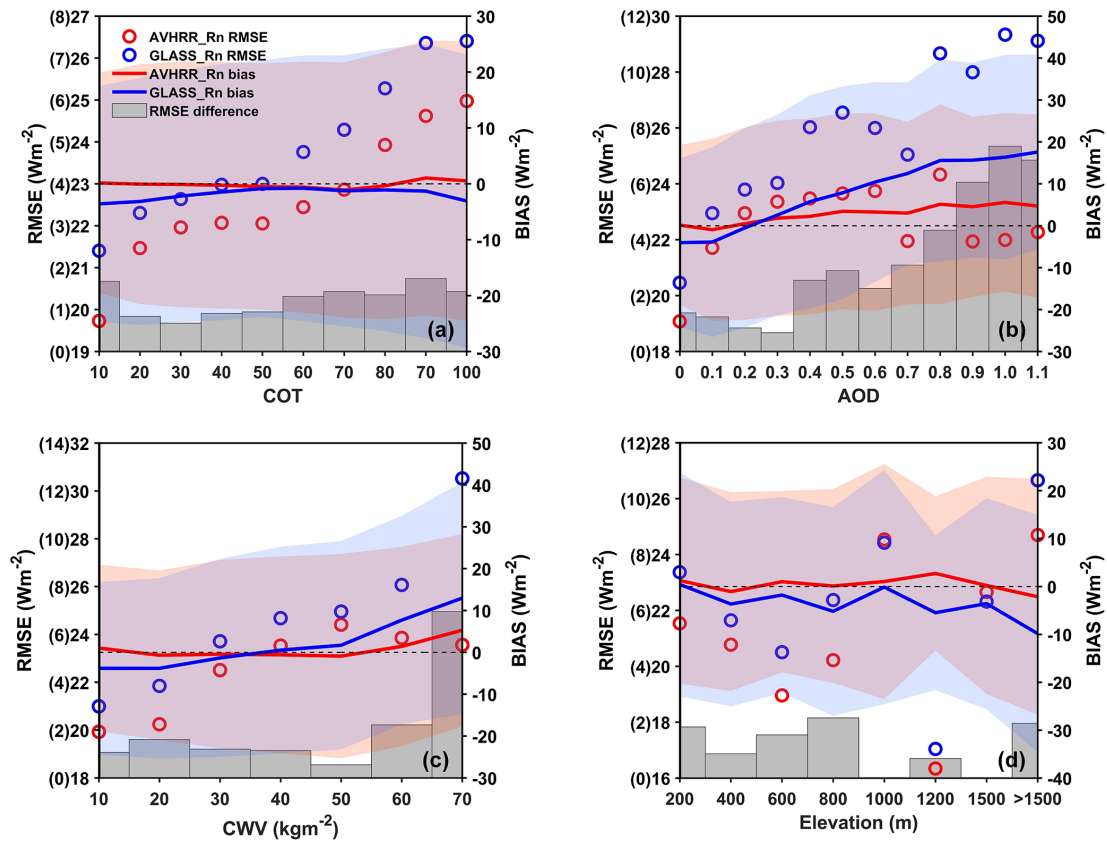 (8)27
(7)26
(6)25
(5)24
(4)23
(3)22
(2)21
(1)20
(0)19
RMSE (Wm-2)
AVHRR_Rn RMSE
GLASS_Rn RMSE
AVHRR_Rn bias
GLASS_Rn bias
RMSE difference
(a)
30
20
10
0
-10
-20
-30
BIAS (Wm-2)
10 20 30 40 50 60 70 80 70 100
COT
(12)30
(10)28
(8)26
(6)24
(4)22
(2)20
(0)18
RMSE (Wm-2)
(b)
50
40
30
20
10
0
-10
-20
-30
BIAS (Wm-2)
0 0.1 0.2 0.3 0.4 0.5 0.6 0.7 0.8 0.9 1.0 1.1
AOD
(14)32
(12)30
(10)28
(8)26
(6)24
(4)22
(2)20
(0)18
RMSE (Wm-2)
(c)
50
40
30
20
10
0
-10
-20
-30
BIAS (Wm-2)
10 20 30 40 50 60 70
CWV (kgm-2)
(12)28
(10)26
(8)24
(6)22
(4)20
(2)18
(0)16
RMSE (Wm-2)
(d)
30
20
10
0
-10
-20
-30
-40
BIAS (Wm-2)
200 400 600 800 1000 1200 1500 >1500
Elevation (m)